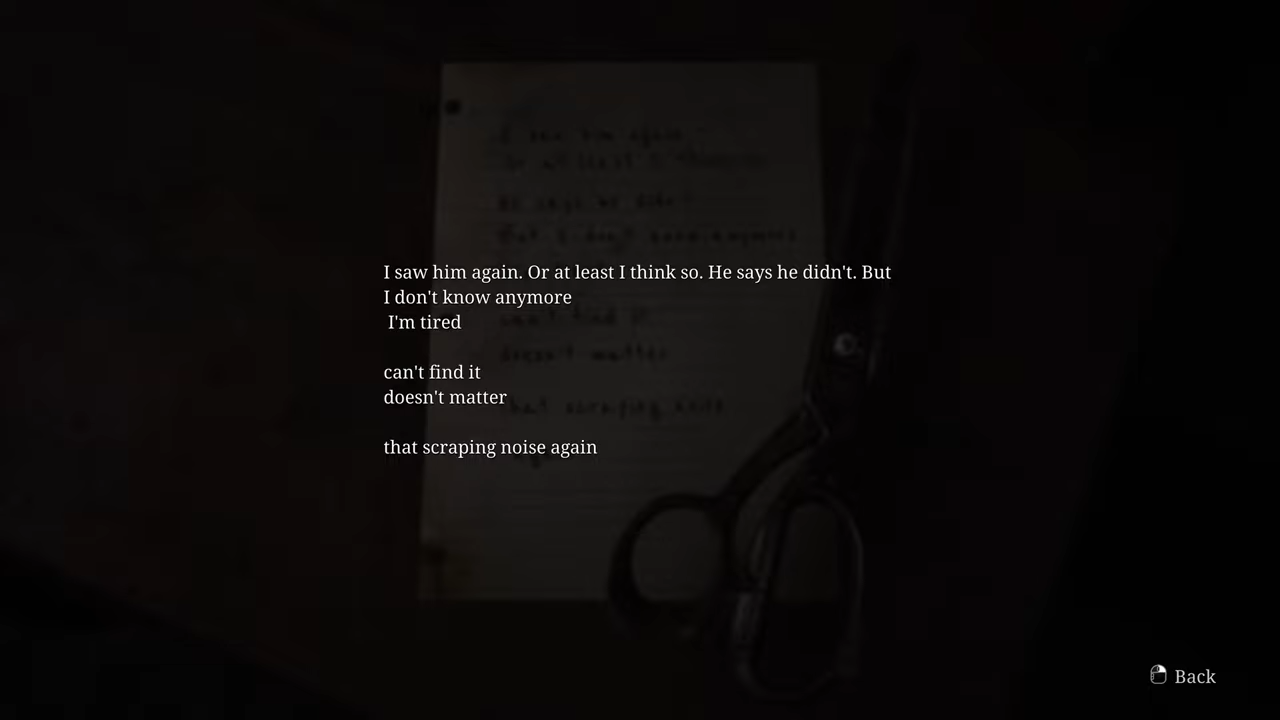 I saw him again. Or at least I think so. He says he didn't. But
I don't know anymore
I'm tired
can't find it
doesn't matter
that scraping noise again
Back